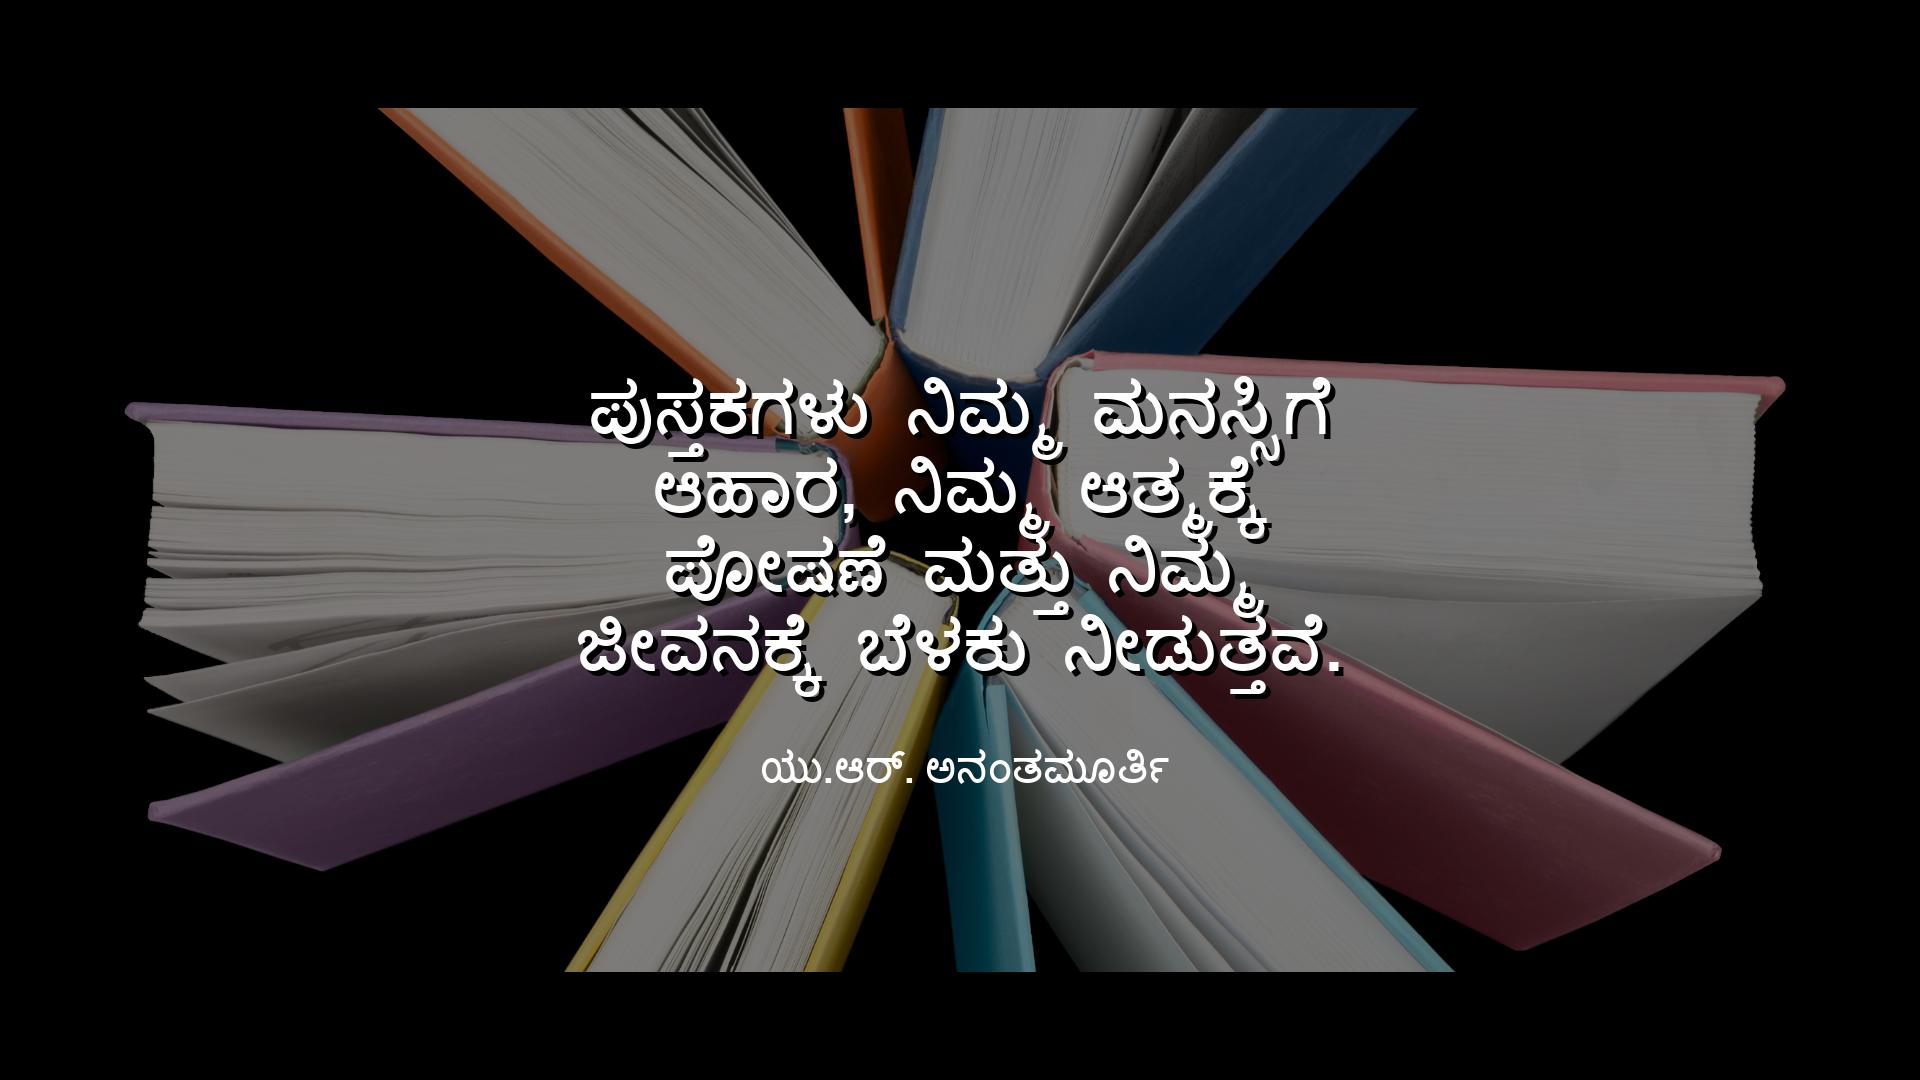 ಪುಸ್ತಕಗಳು ನಿಮ್ಮ ಮನಸ್ಸಿಗೆ
ಆಹಾರ, ನಿಮ್ಮ ಆತ್ಮಕ್ಕೆ
ಪೋಷಣೆ ಮತ್ತು ನಿಮ್ಮ
ಜೀವನಕ್ಕೆ ಬೆಳಕು ನೀಡುತ್ತವೆ.
ಯು.ಆರ್. ಅನಂತಮೂರ್ತಿ